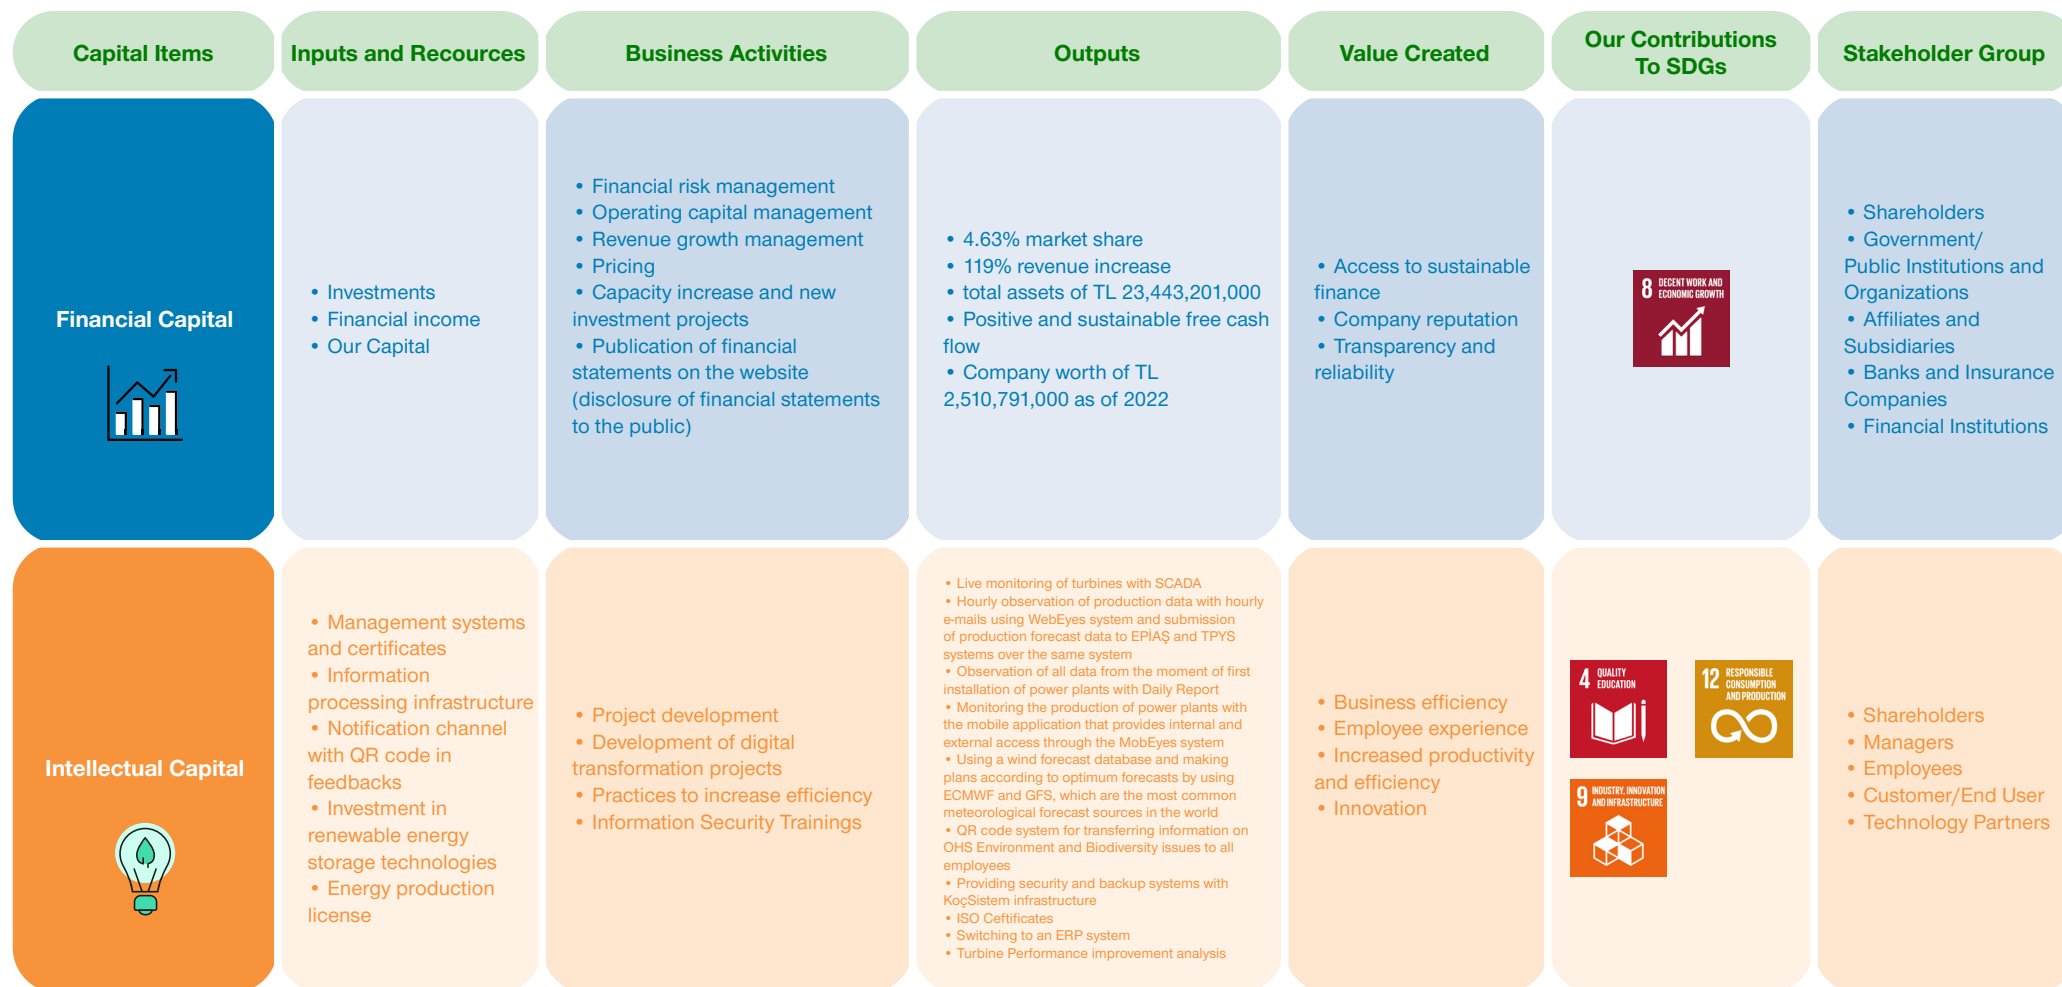 Capital Items
Inputs and Recources
Business Activities
Outputs
Value Created
Our Contributions
To SDGs
Stakeholder Group
Financial Capital
• Investments
• Financial income
• Our Capital
• Financial risk management
• Operating capital management
• Revenue growth management
• Pricing
• Capacity increase and new
investment projects
• Publication of financial
statements on the website
(disclosure of financial statements
to the public)
• 4.63% market share
• 119% revenue increase
• total assets of TL 23,443,201,000
• Positive and sustainable free cash
flow
• Company worth of TL
2,510,791,000 as of 2022
• Access to sustainable
finance
• Company reputation
• Transparency and
reliability
8 DECENT WORK AND
ECONOMIC GROWTH
• Shareholders
• Government/
Public Institutions and
Organizations
• Affiliates and
Subsidiaries
• Banks and Insurance
Companies
• Financial Institutions
Intellectual Capital
• Management systems
and certificates
• Information
processing infrastructure
• Notification channel
with QR code in
feedbacks
• Investment in
renewable energy
storage technologies
• Energy production
license
• Project development
• Development of digital
transformation projects
• Practices to increase efficiency
• Information Security Trainings
• Live monitoring of turbines with SCADA
• Hourly observation of production data with hourly
e-mails using WebEyes system and submission
of production forecast data to EPİAŞ and TPYS
systems over the same system
• Observation of all data from the moment of first
installation of power plants with Daily Report
• Monitoring the production of power plants with
the mobile application that provides internal and
external access through the MobEyes system
• Using a wind forecast database and making
plans according to optimum forecasts by using
ECMWF and GFS, which are the most common
meteorological forecast sources in the world
• QR code system for transferring information on
OHS Environment and Biodiversity issues to all
employees
• Providing security and backup systems with
KoçSistem infrastructure
• ISO Ceftificates
• Switching to an ERP system
• Turbine Performance improvement analysis
• Business efficiency
• Employee experience
• Increased productivity
and efficiency
• Innovation
4 QUALITY
EDUCATION
12 RESPONSIBLE
CONSUMPTION
AND PRODUCTION
9 INDUSTRY, INNOVATION
AND INFRASTRUCTURE
• Shareholders
• Managers
• Employees
• Customer/End User
• Technology Partners